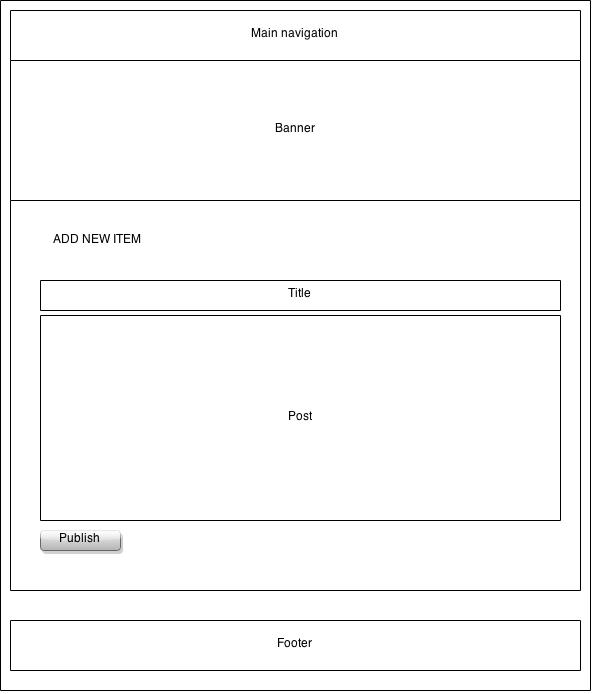 Main navigation
Banner
ADD NEW ITEM
Title
Post
Publish
Footer